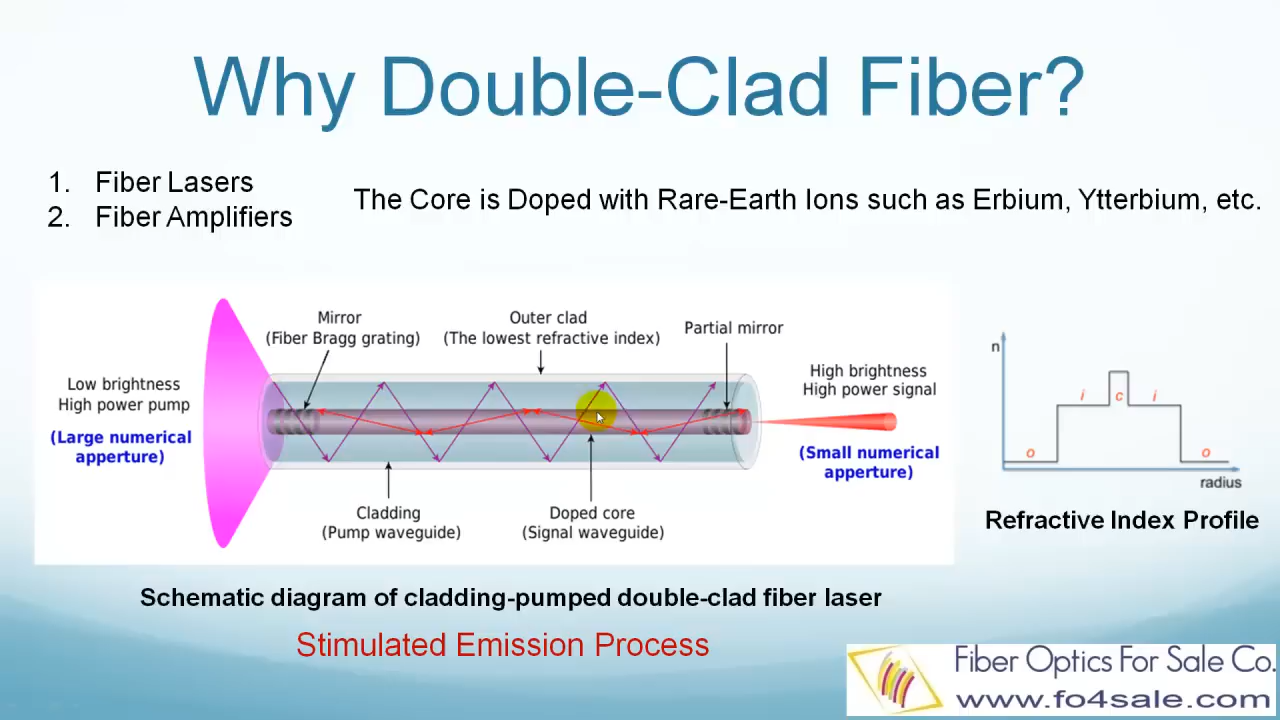 Why Double-Clad Fiber?
1. Fiber Lasers
2. Fiber Amplifiers
The Core is Doped with Rare-Earth Ions such as Erbium, Ytterbium, etc.
Mirror
(Fiber Bragg grating)
Outer clad
(The lowest refractive index)
Partial mirror
Low brightness
High power pump
(Large numerical
apperture)
High brightness
High power signal
(Small numerical
apperture)
Cladding
(Pump waveguide)
Doped core
(Signal waveguide)
n
i
c
i
o
o
radius
Refractive Index Profile
Schematic diagram of cladding-pumped double-clad fiber laser
Stimulated Emission Process
Fiber Optics For Sale Co.
www.fo4sale.com